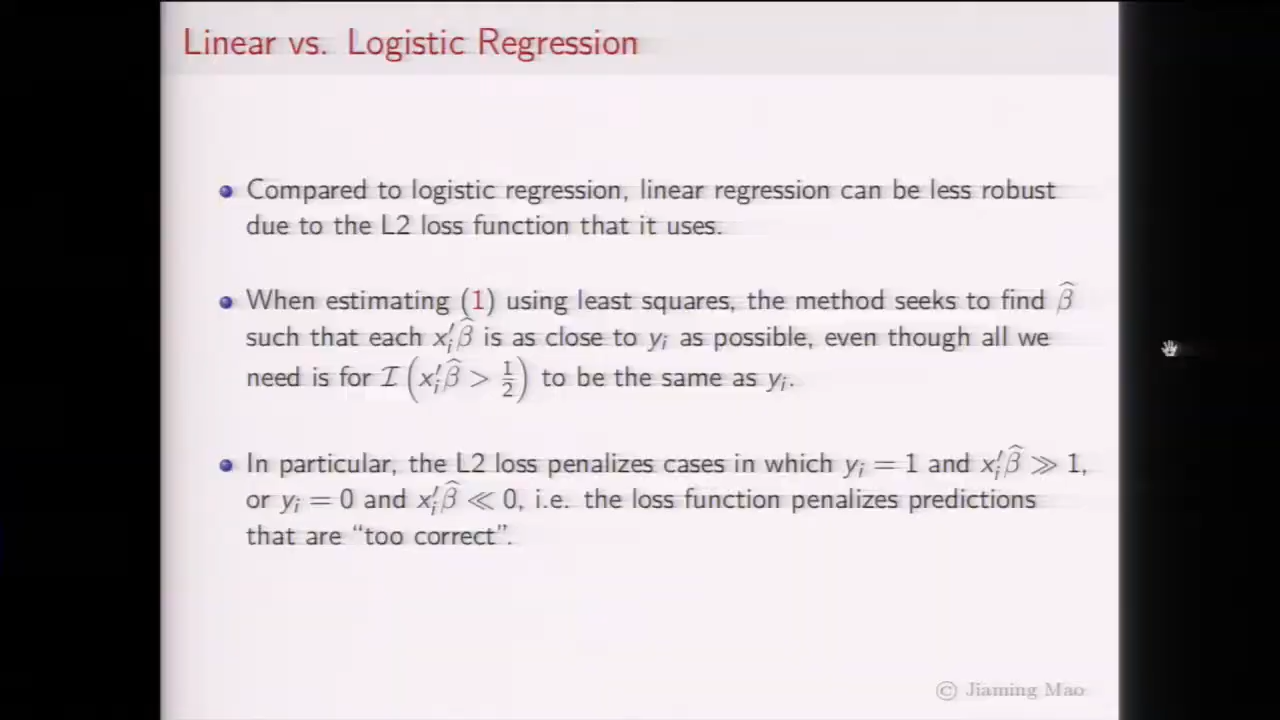 Linear vs. Logistic Regression
Compared to logistic regression, linear regression can be less robust
due to the L2 loss function that it uses.
When estimating (1) using least squares, the method seeks to find β̂
such that each x′ᵢβ̂ is as close to yᵢ as possible, even though all we
need is for 𝓘(x′ᵢβ̂ > 1/2) to be the same as yᵢ.
In particular, the L2 loss penalizes cases in which yᵢ = 1 and x′ᵢβ̂ ≫ 1,
or yᵢ = 0 and x′ᵢβ̂ ≪ 0, i.e. the loss function penalizes predictions
that are “too correct”.
© Jiaming Mao